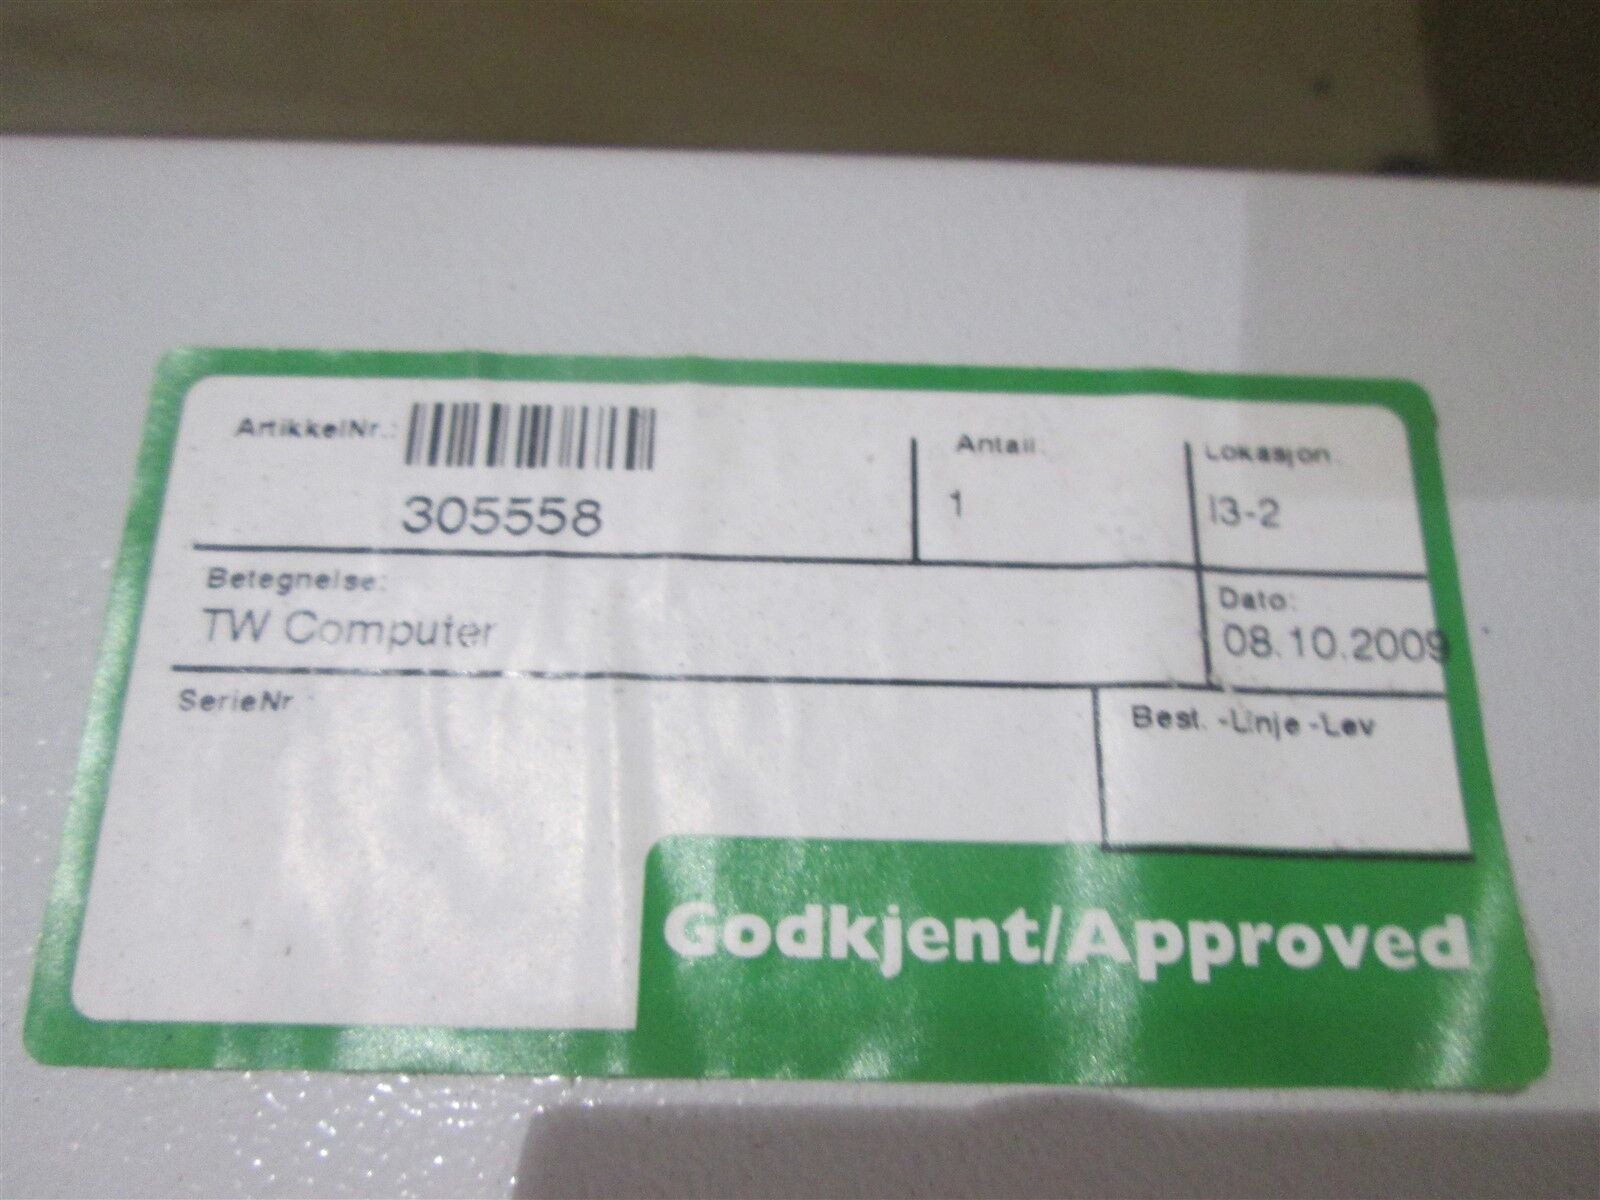 ArtikkelNr.:
305558
Antall.
1
Lokasjon.
I3-2
Betegnelse:
TW Computer
Dato:
08.10.2009
SerieNr
Best. -Linje -Lev
Godkjent/Approved